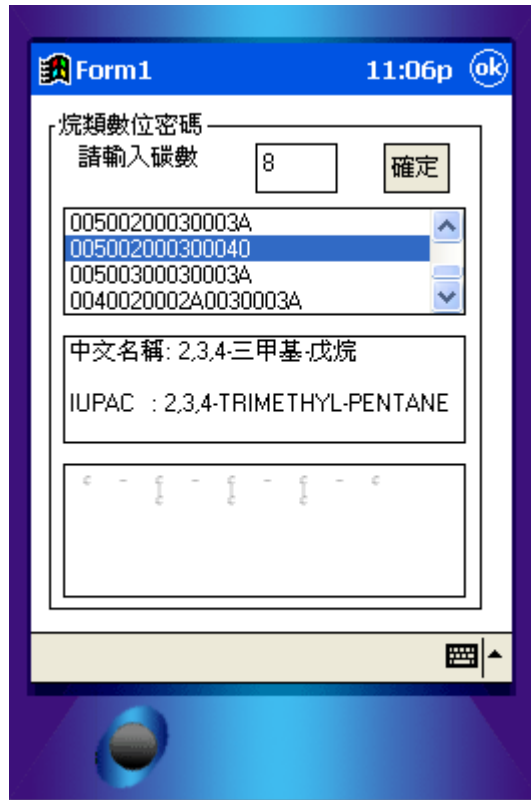 Form1 11:06p ok
烷類數位密碼
請輸入碳數 8 確定
00500200030003A
005002000300040
00500300030003A
0040020002A0030003A
中文名稱: 2,3,4-三甲基-戊烷
IUPAC : 2,3,4-TRIMETHYL-PENTANE
c - c - c - c - c
c c c